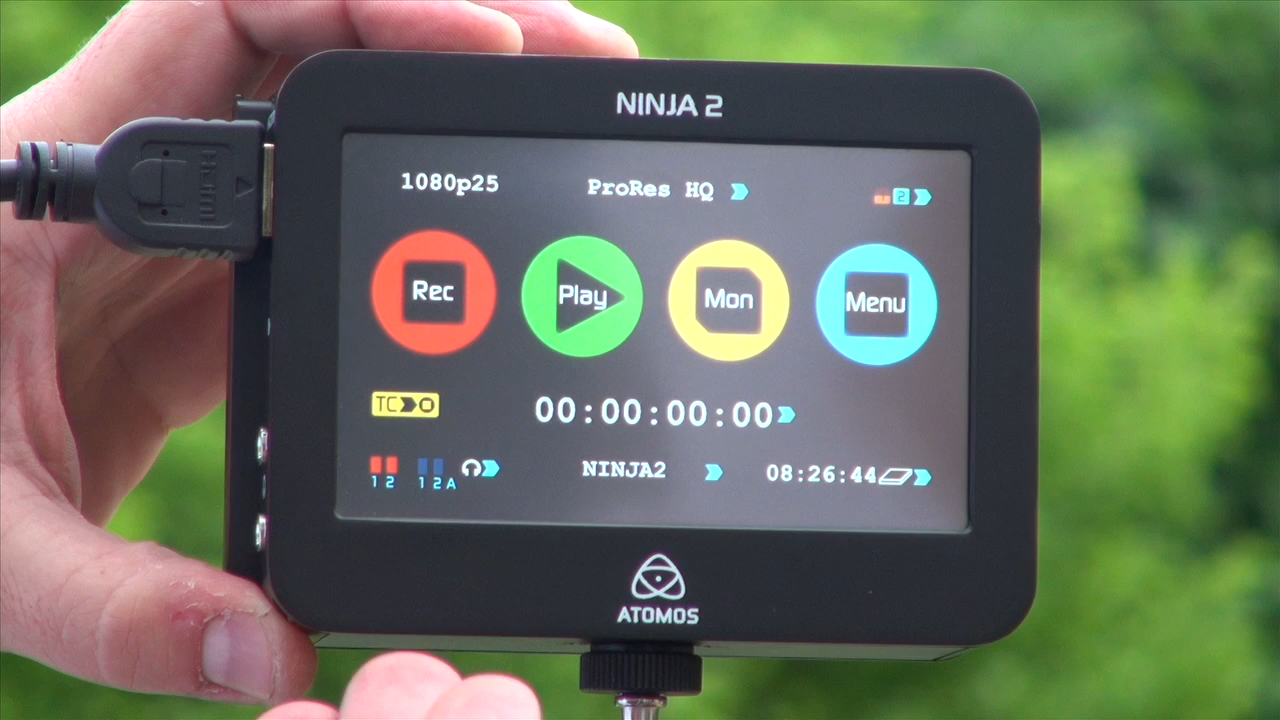 NINJA 2
1080p25 ProRes HQ 2
HDMI
Rec Play Mon Menu
TC
00:00:00:00
1 2 1 2 A NINJA2 08:26:44
ATOMOS